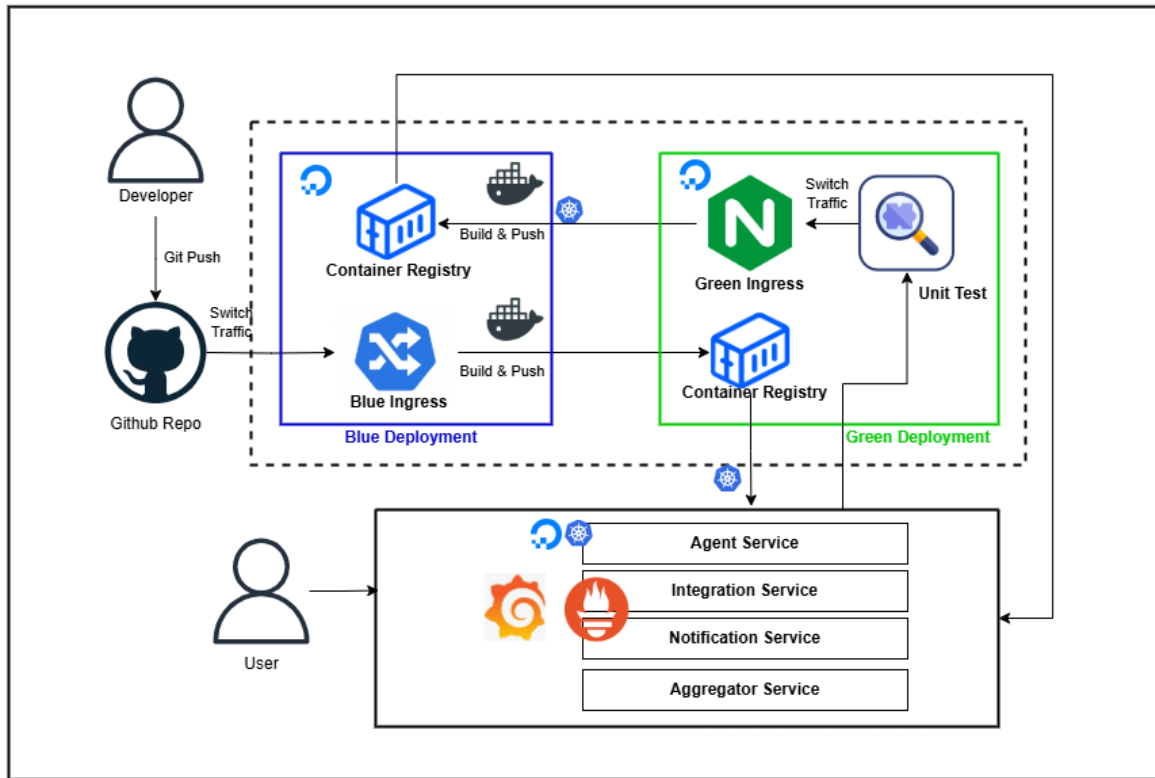 Developer
Git Push
Github Repo
Switch
Traffic
Build & Push
Container Registry
Build & Push
Blue Ingress
Blue Deployment
Switch
Traffic
N
Green Ingress
Unit Test
Container Registry
Green Deployment
User
Agent Service
Integration Service
Notification Service
Aggregator Service